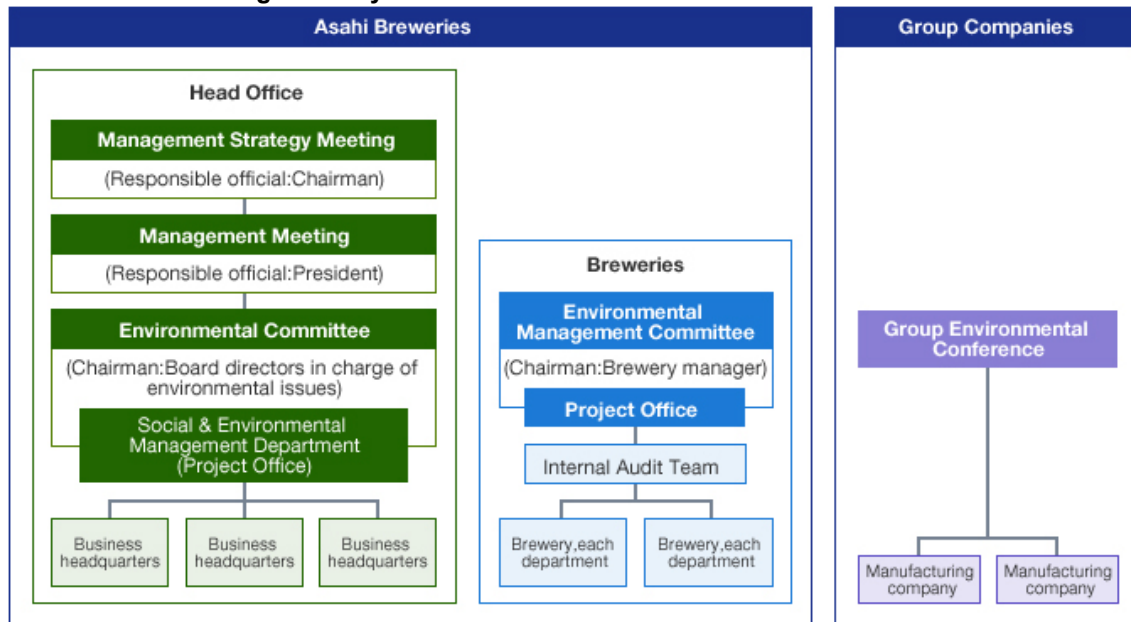 Asahi Breweries
Head Office
Management Strategy Meeting
(Responsible official:Chairman)
Management Meeting
(Responsible official:President)
Environmental Committee
(Chairman:Board directors in charge of
environmental issues)
Social & Environmental
Management Department
(Project Office)
Business
headquarters
Business
headquarters
Business
headquarters
Breweries
Environmental
Management Committee
(Chairman:Brewery manager)
Project Office
Internal Audit Team
Brewery,each
department
Brewery,each
department
Group Companies
Group Environmental
Conference
Manufacturing
company
Manufacturing
company